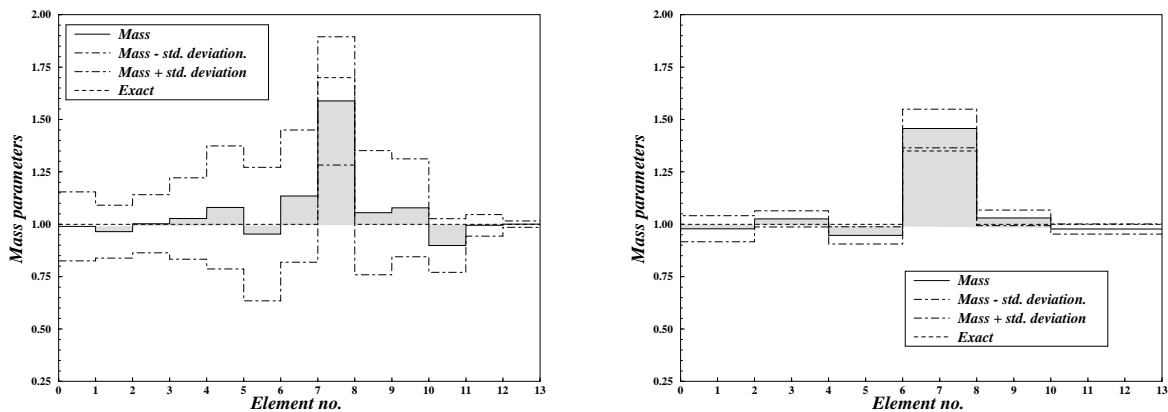 2.00
1.75
1.50
1.25
1.00
0.75
0.50
0.25
Mass parameters
Mass
Mass - std. deviation.
Mass + std. deviation
Exact
0 1 2 3 4 5 6 7 8 9 10 11 12 13
Element no.
2.00
1.75
1.50
1.25
1.00
0.75
0.50
0.25
Mass parameters
Mass
Mass - std. deviation.
Mass + std. deviation
Exact
0 1 2 3 4 5 6 7 8 9 10 11 12 13
Element no.